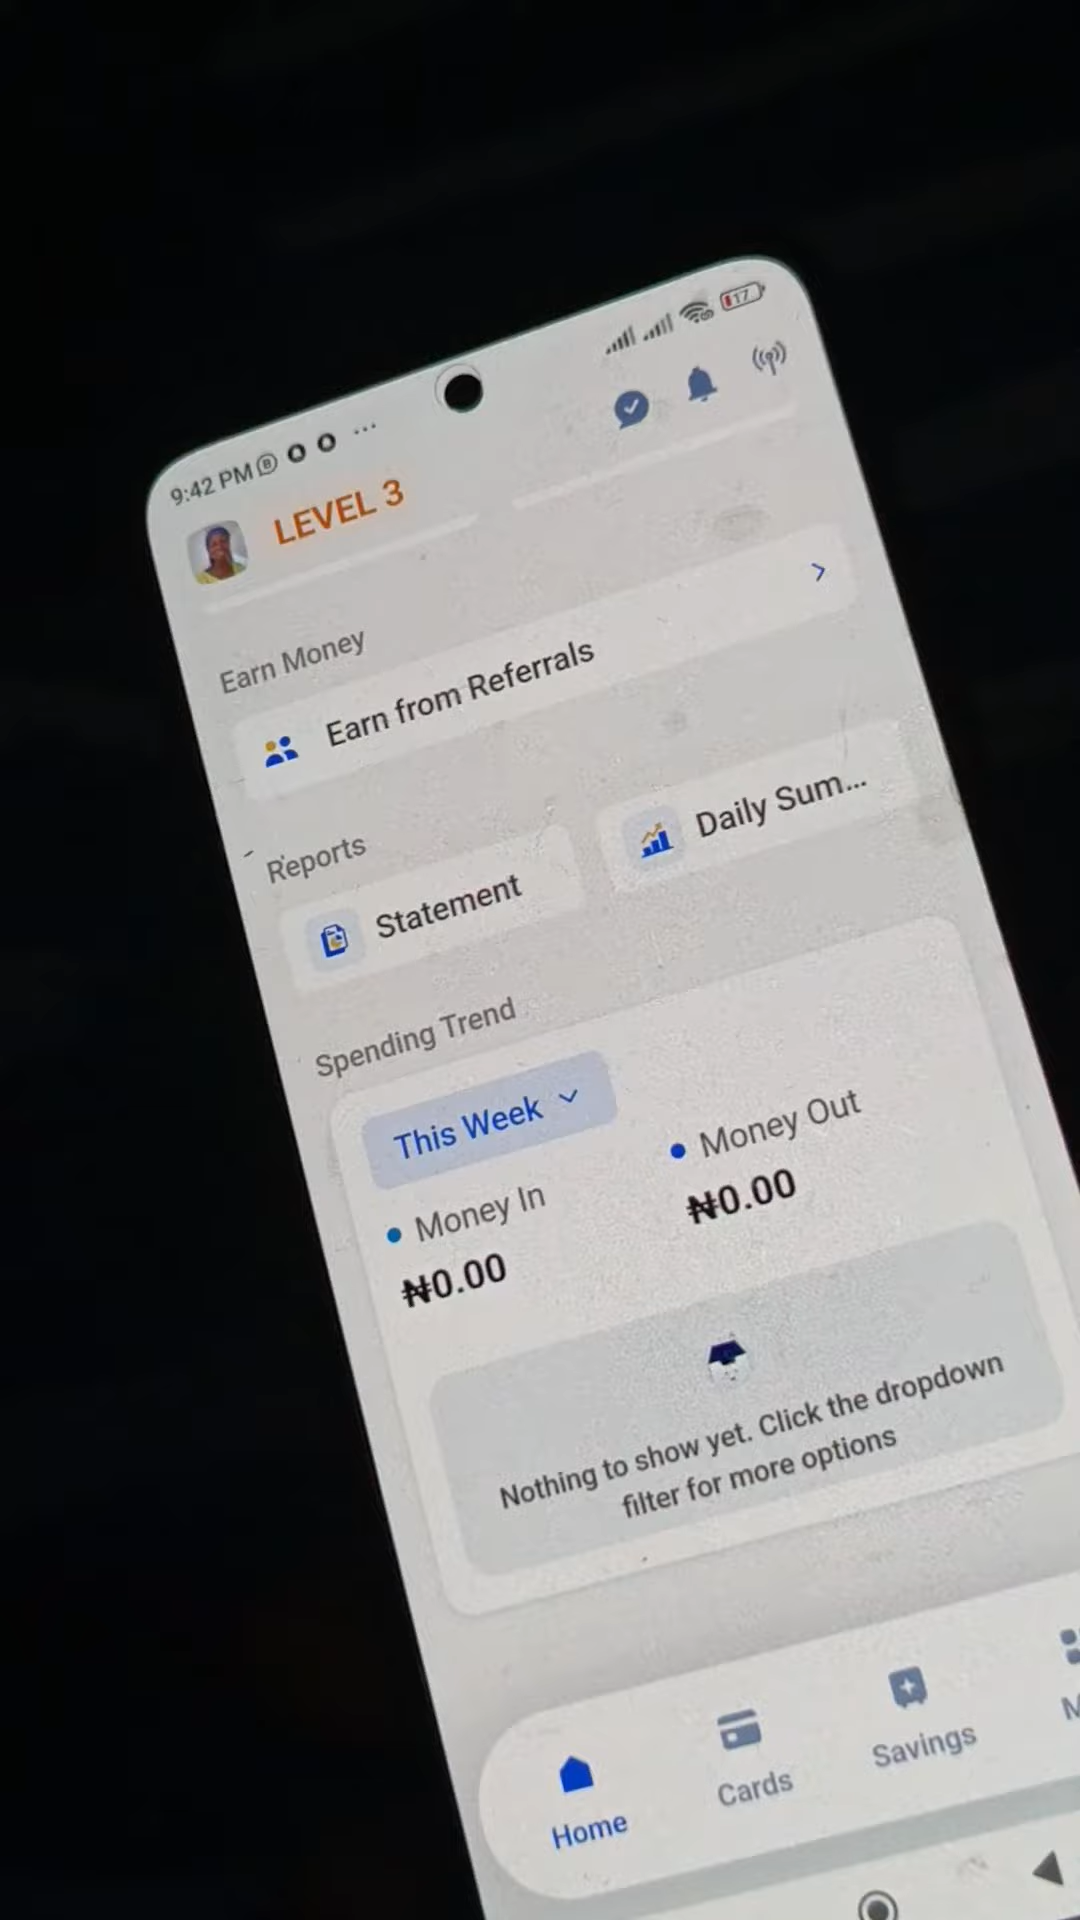 9:42 PM
17
LEVEL 3
Earn Money
Earn from Referrals
Reports
Statement
Daily Sum...
Spending Trend
This Week
Money In
₦0.00
Money Out
₦0.00
Nothing to show yet. Click the dropdown
filter for more options
Home
Cards
Savings